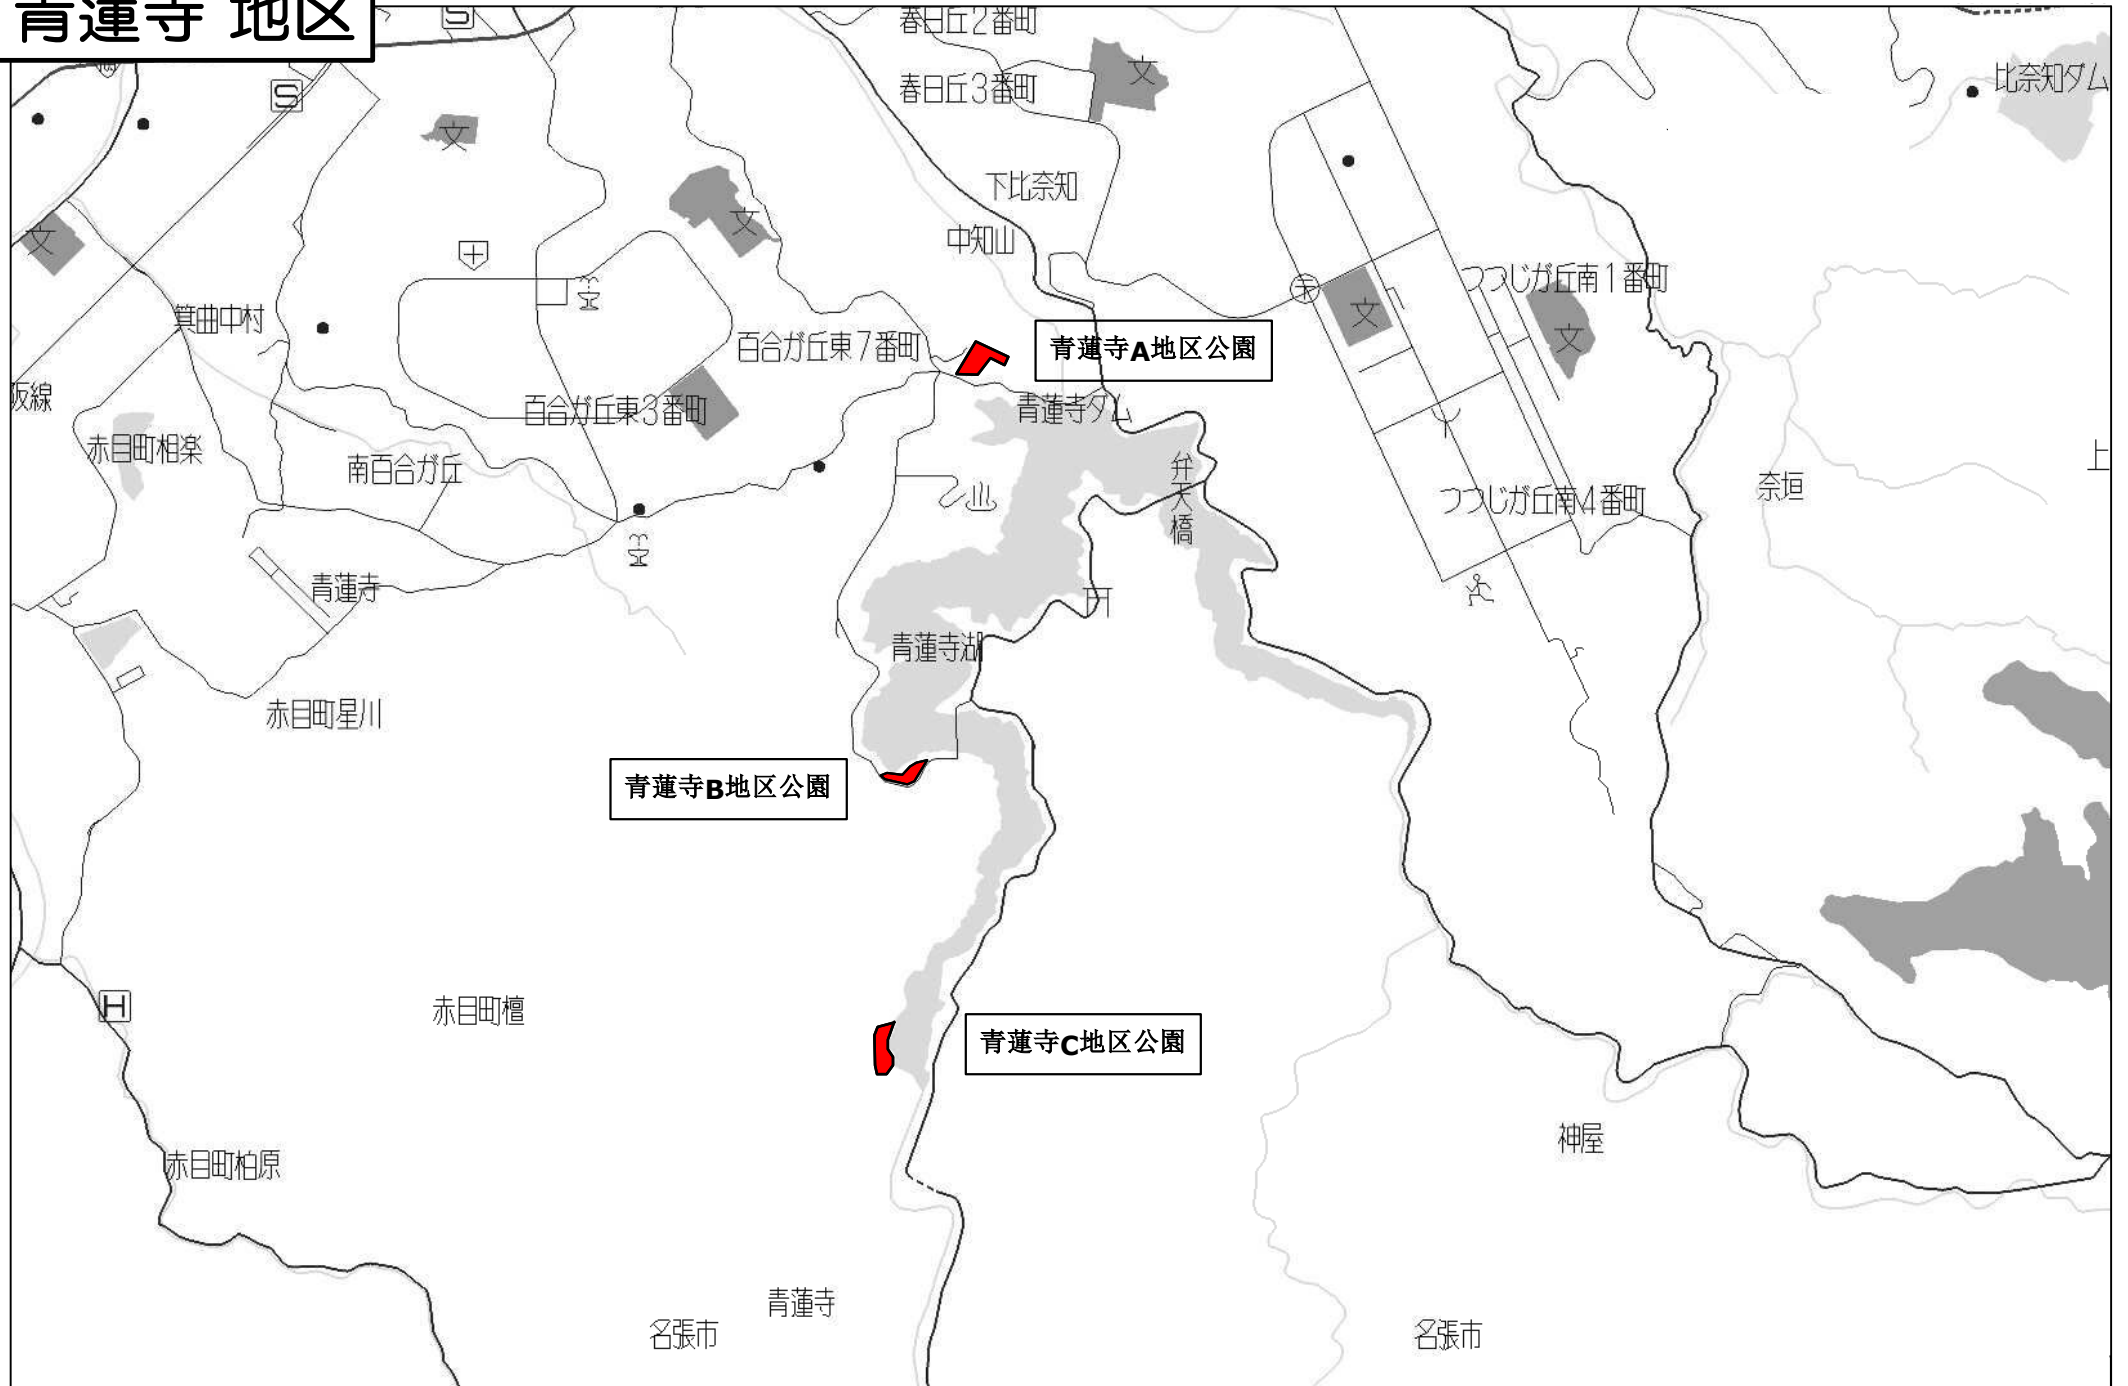 青蓮寺 地区
S
S
春日丘2番町
春日丘3番町
文
比奈知ダム
文
下比奈知
文
文
中知山
つつじが丘南1番町
箕曲中村
百合が丘東7番町
青蓮寺A地区公園
文
文
阪線
百合が丘東3番町
青蓮寺ダム
赤目町相楽
南百合が丘
弁天橋
つつじが丘南4番町
奈垣
上
青蓮寺
青蓮寺湖
赤目町星川
青蓮寺B地区公園
H
赤目町檀
青蓮寺C地区公園
神屋
赤目町柏原
青蓮寺
名張市
名張市